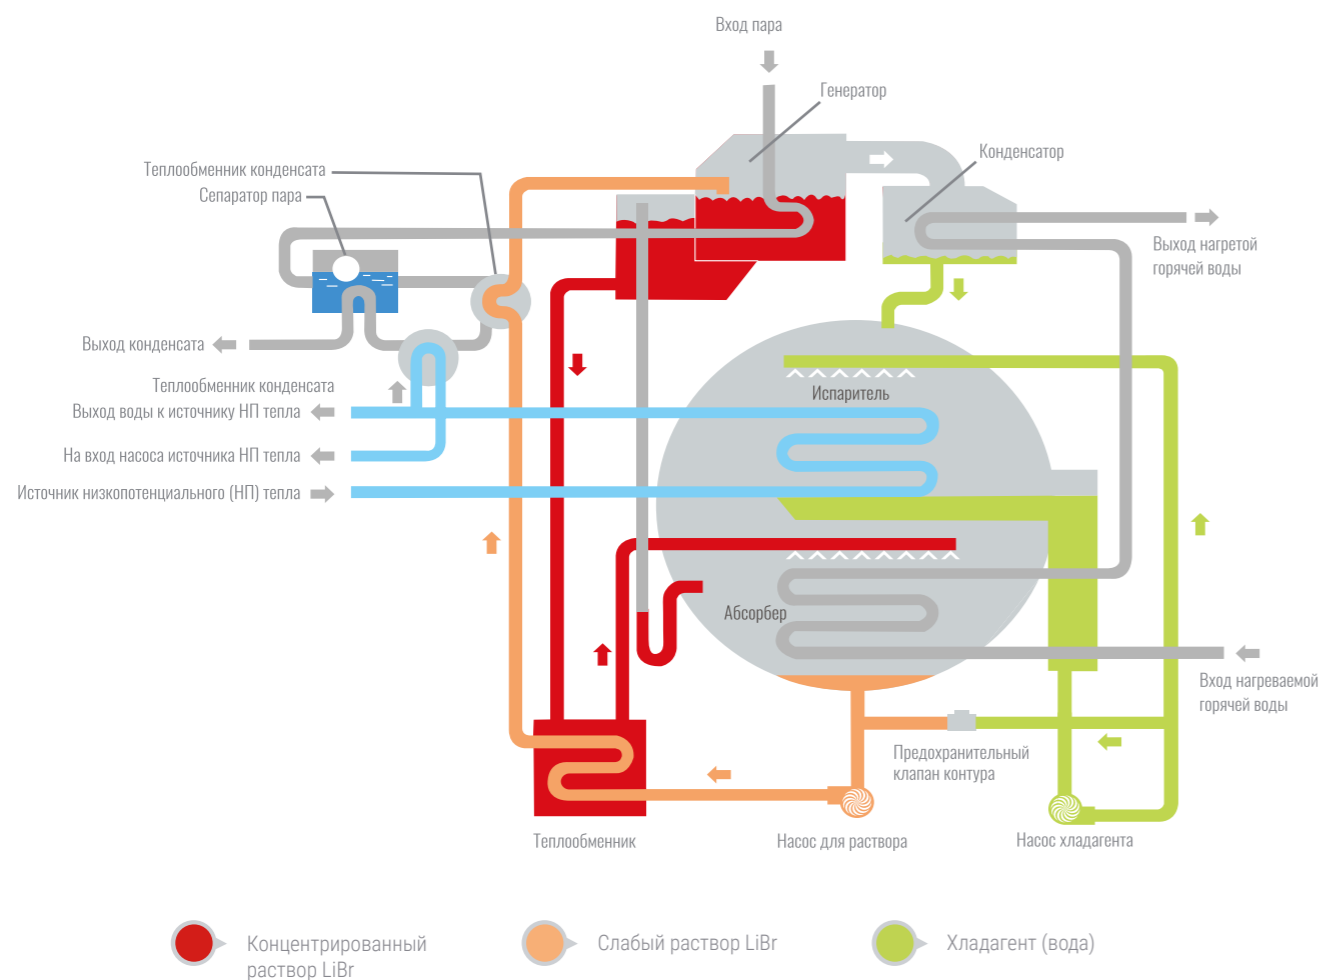 Вход пара
Генератор
Конденсатор
Теплообменник конденсата
Сепаратор пара
Выход нагретой
горячей воды
Выход конденсата
Теплообменник конденсата
Испаритель
Выход воды к источнику НП тепла
На вход насоса источника НП тепла
Источник низкопотенциального (НП) тепла
Абсорбер
Вход нагреваемой
горячей воды
Предохранительный
клапан контура
Теплообменник
Насос для раствора
Насос хладагента
Концентрированный
раствор LiBr
Слабый раствор LiBr
Хладагент (вода)